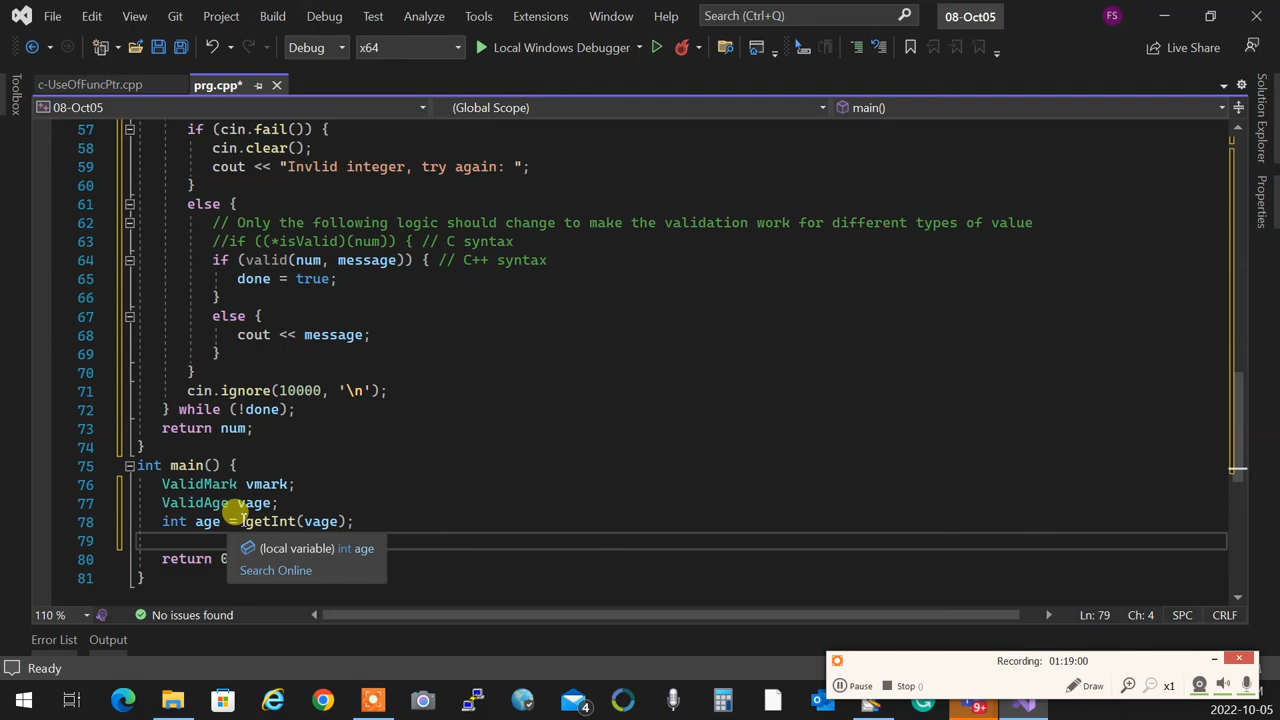 File Edit View Git Project Build Debug Test Analyze Tools Extensions Window Help Search (Ctrl+Q) 08-Oct05 FS
Debug x64 Local Windows Debugger Live Share
c-UseOfFuncPtr.cpp prg.cpp*
08-Oct05 (Global Scope) main()
57 if (cin.fail()) {
58 cin.clear();
59 cout << "Invlid integer, try again: ";
60 }
61 else {
62 // Only the following logic should change to make the validation work for different types of value
63 //if ((*isValid)(num)) { // C syntax
64 if (valid(num, message)) { // C++ syntax
65 done = true;
66 }
67 else {
68 cout << message;
69 }
70 }
71 cin.ignore(10000, '\n');
72 } while (!done);
73 return num;
74 }
75 int main() {
76 ValidMark vmark;
77 ValidAge vage;
78 int age = getInt(vage);
79
(local variable) int age
80 return 0
Search Online
81 }
Toolbox
Solution Explorer
Properties
110 % No issues found Ln: 79 Ch: 4 SPC CRLF
Error List Output
Ready
Recording: 01:19:00
Pause Stop () Draw x1
4 9+
2022-10-05